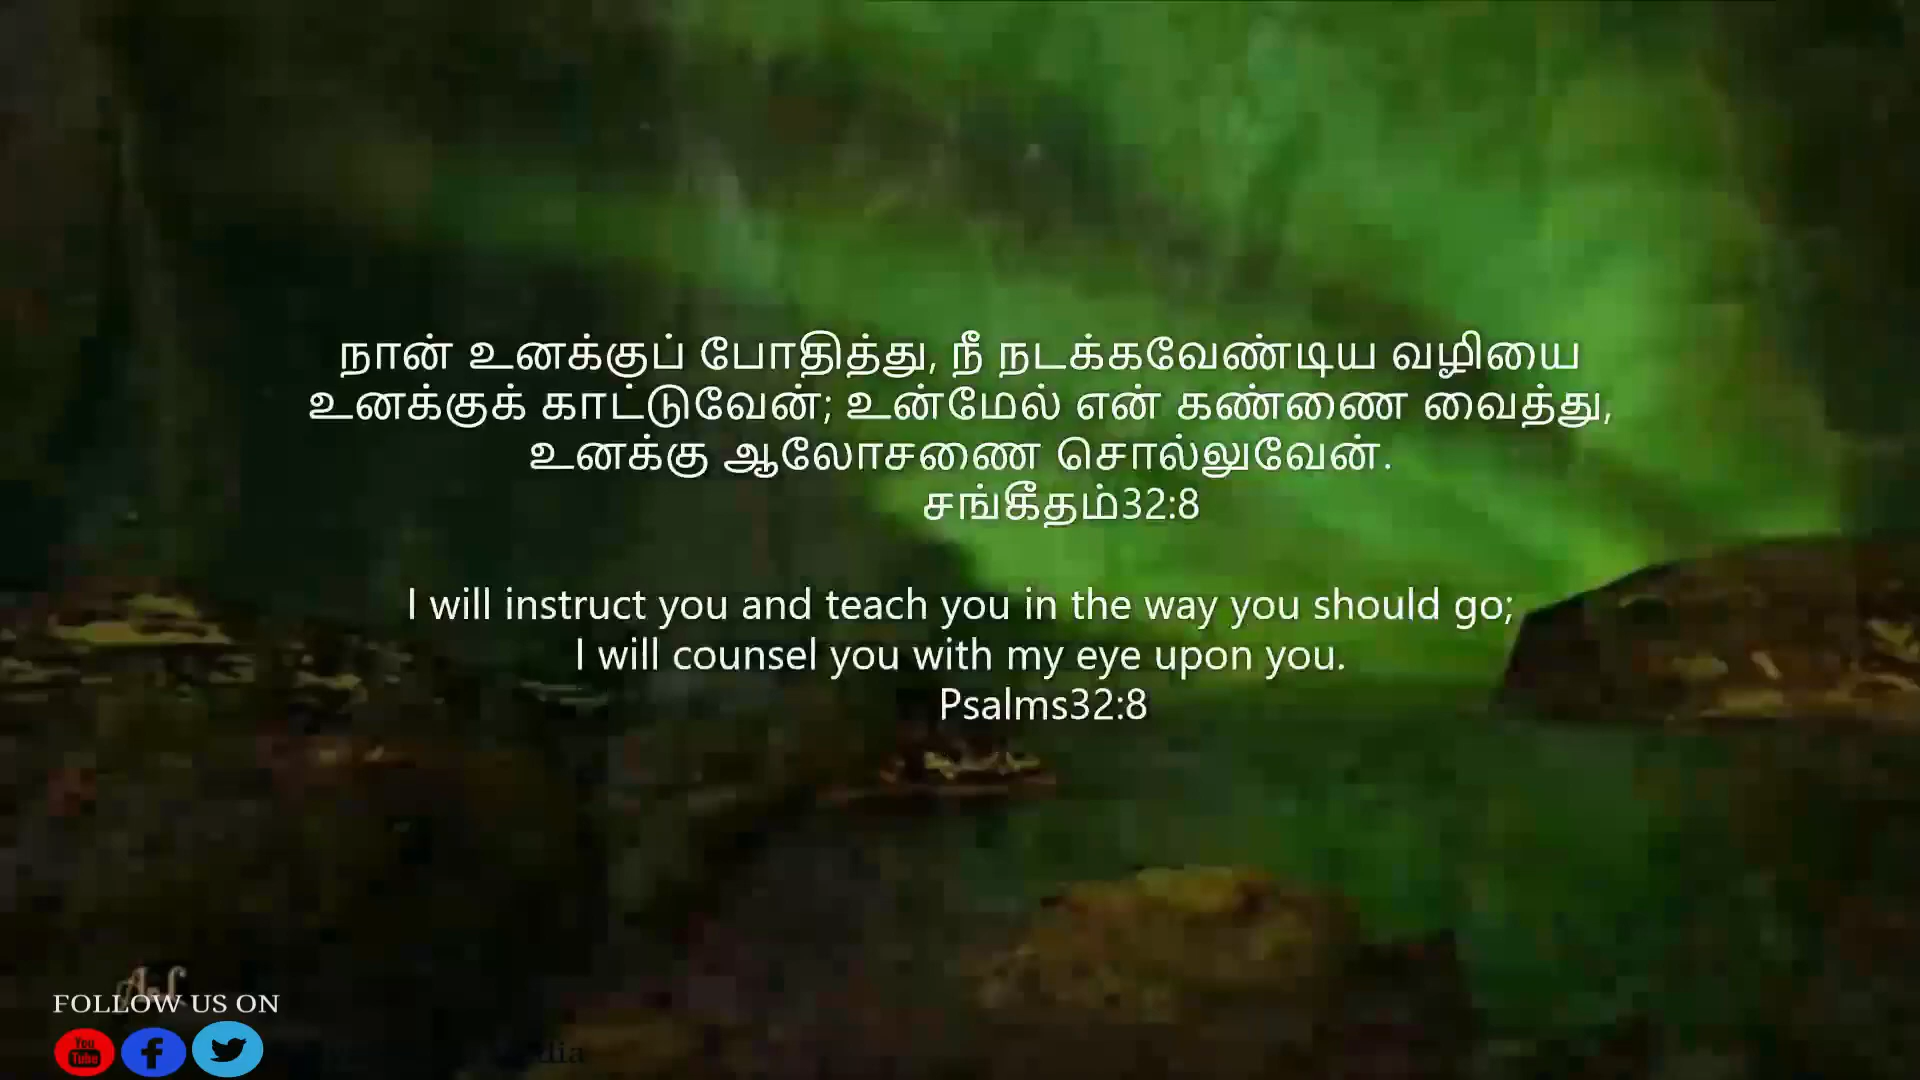 நான் உனக்குப் போதித்து, நீ நடக்கவேண்டிய வழியை
உனக்குக் காட்டுவேன்; உன்மேல் என் கண்ணை வைத்து,
உனக்கு ஆலோசணை சொல்லுவேன்.
சங்கீதம்32:8
I will instruct you and teach you in the way you should go;
I will counsel you with my eye upon you.
Psalms32:8
FOLLOW US ON
You
Tube